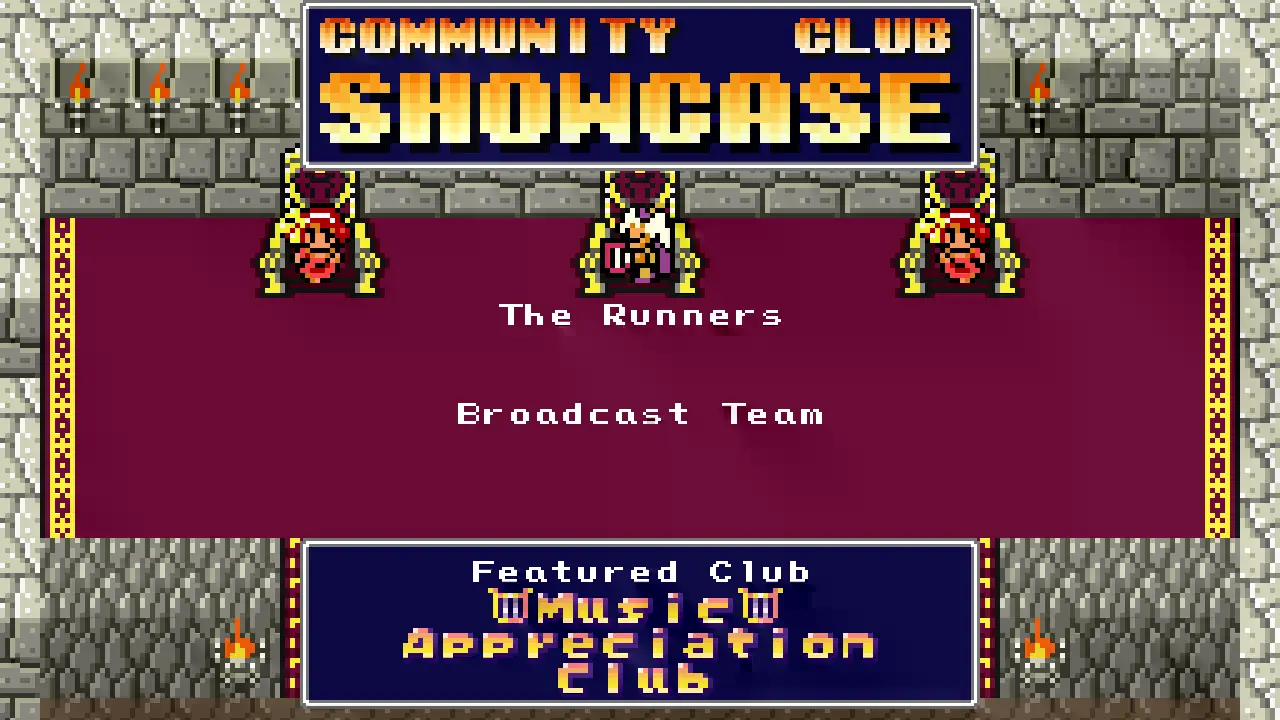 COMMUNITY CLUB
SHOWCASE
The Runners
Broadcast Team
Featured Club
Music
Appreciation
Club